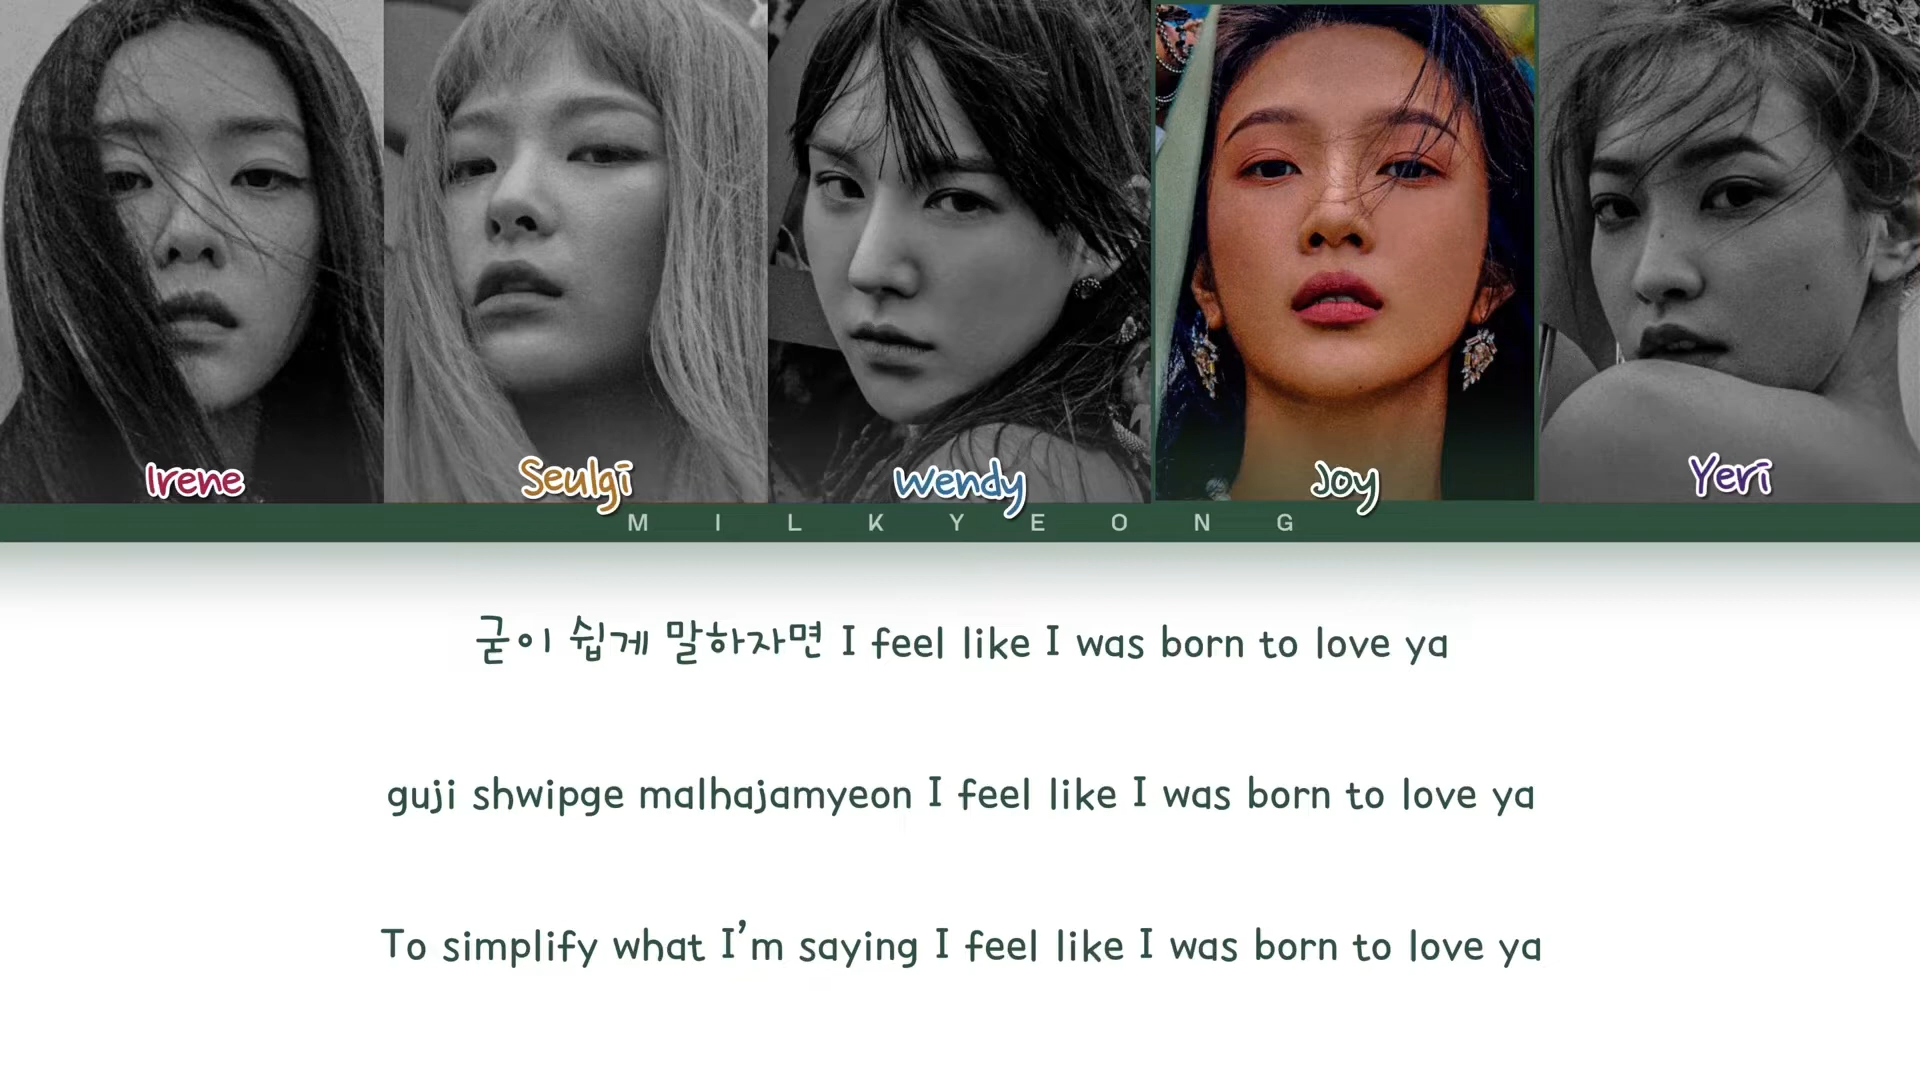 Irene Seulgi Wendy Joy Yeri
MILKYEONG
굳이 쉽게 말하자면 I feel like I was born to love ya
guji shwipge malhajamyeon I feel like I was born to love ya
To simplify what I'm saying I feel like I was born to love ya